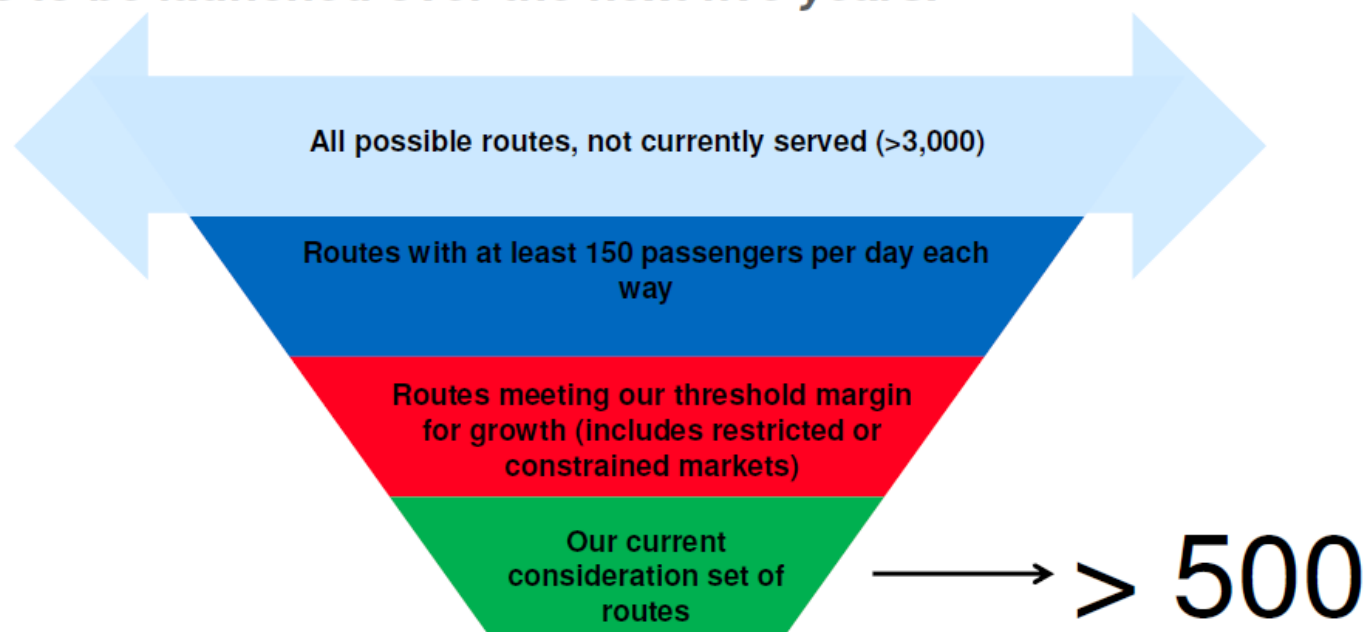 All possible routes, not currently served (>3,000)
Routes with at least 150 passengers per day each
way
Routes meeting our threshold margin
for growth (includes restricted or
constrained markets)
Our current
consideration set of
routes
> 500